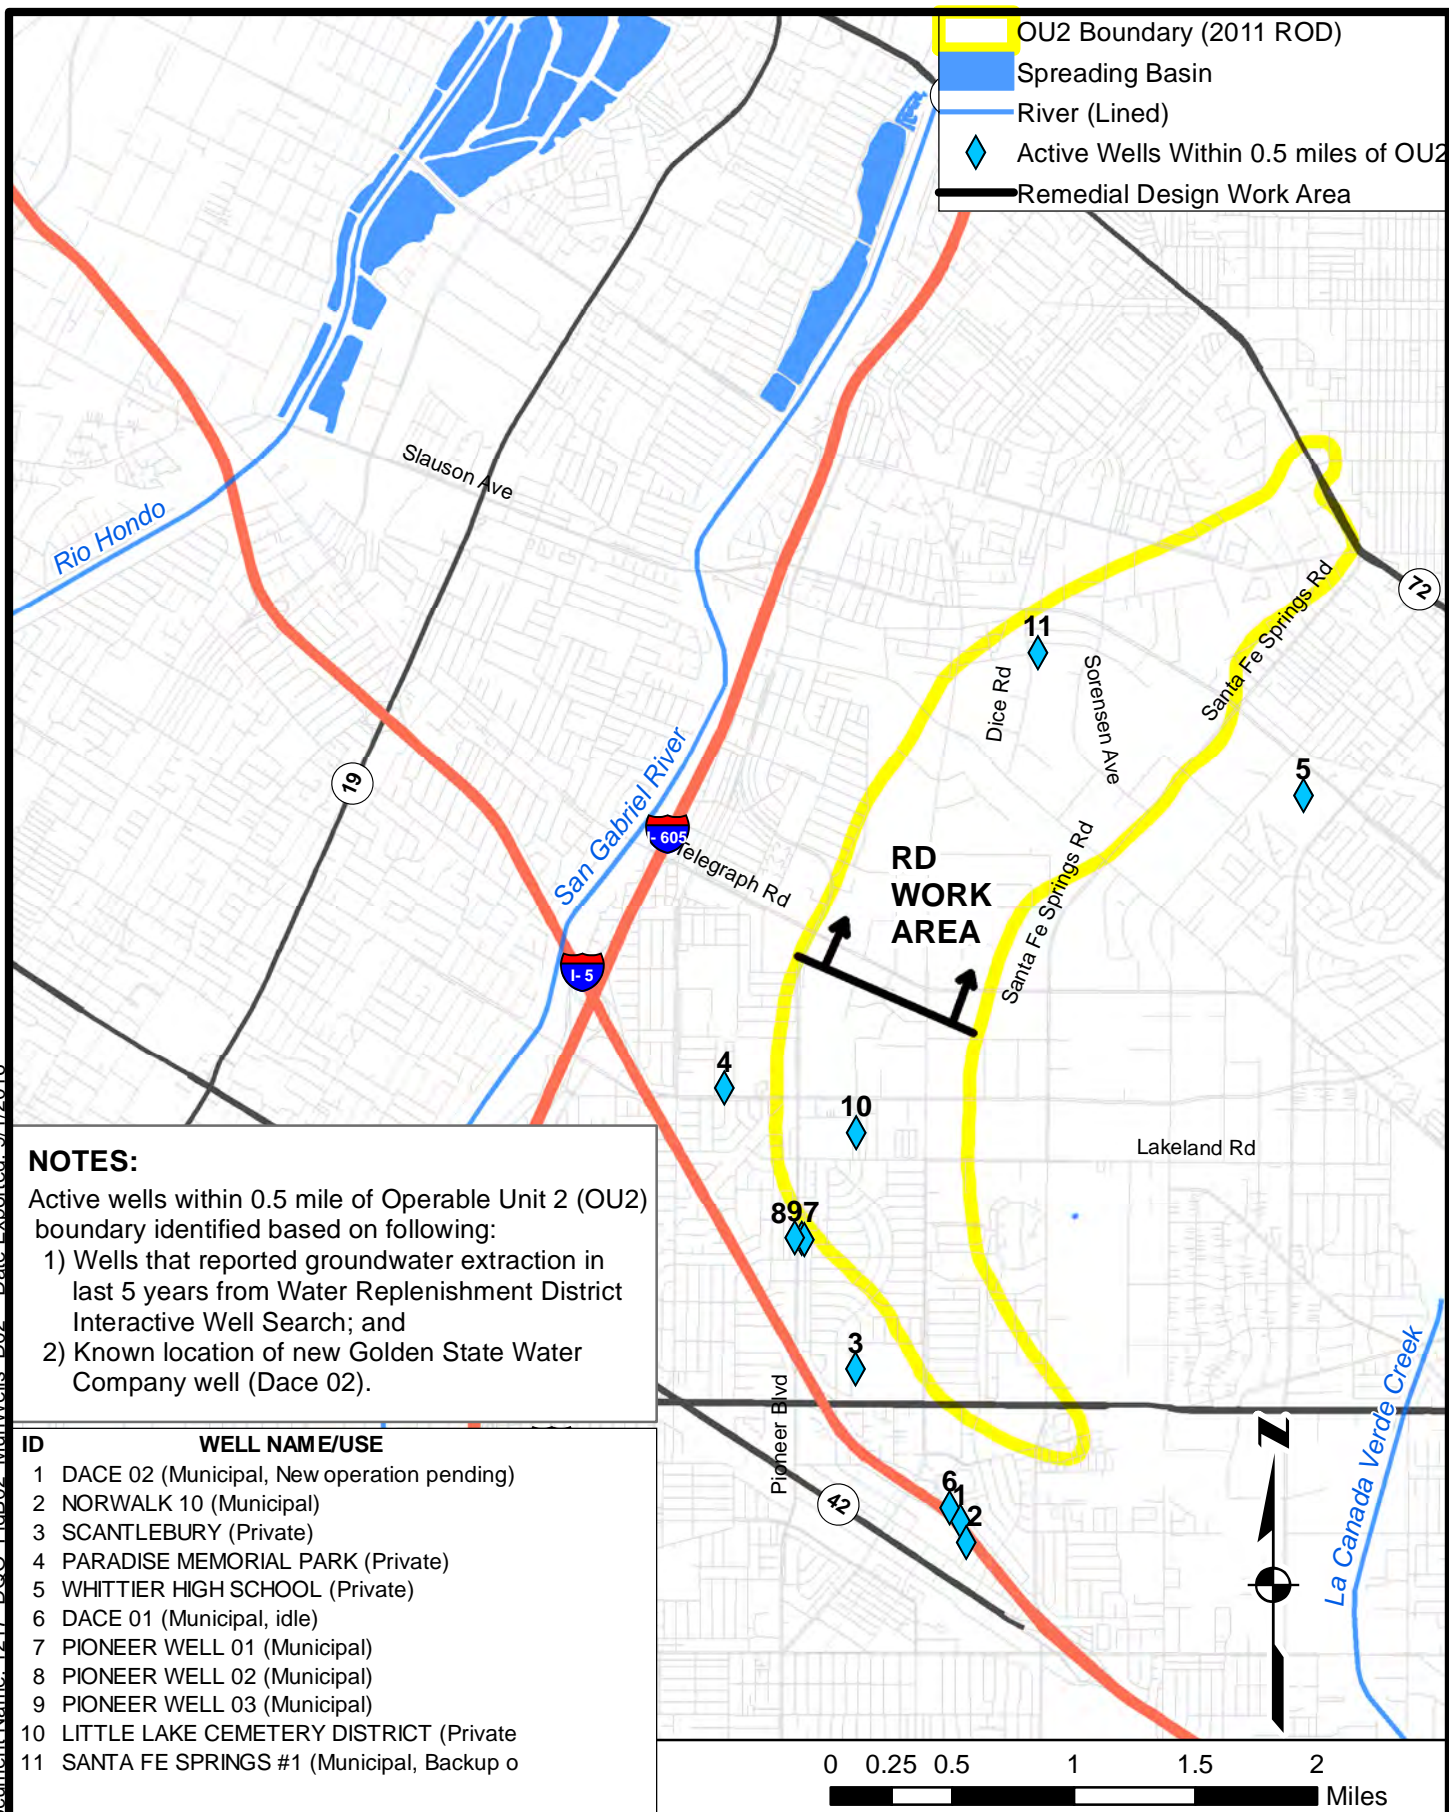 OU2 Boundary (2011 ROD)
Spreading Basin
River (Lined)
Active Wells Within 0.5 miles of OU2
Remedial Design Work Area
Slauson Ave
Rio Hondo
72
11
Dice Rd
Sorensen Ave
Santa Fe Springs Rd
5
19
San Gabriel River
I-605
Telegraph Rd
RD
WORK
AREA
Santa Fe Springs Rd
I-5
4
10
Lakeland Rd
897
3
Pioneer Blvd
6
1
2
42
La Canada Verde Creek
N
NOTES:
Active wells within 0.5 mile of Operable Unit 2 (OU2)
boundary identified based on following:
1) Wells that reported groundwater extraction in
last 5 years from Water Replenishment District
Interactive Well Search; and
2) Known location of new Golden State Water
Company well (Dace 02).
ID WELL NAME/USE
1 DACE 02 (Municipal, New operation pending)
2 NORWALK 10 (Municipal)
3 SCANTLEBURY (Private)
4 PARADISE MEMORIAL PARK (Private)
5 WHITTIER HIGH SCHOOL (Private)
6 DACE 01 (Municipal, idle)
7 PIONEER WELL 01 (Municipal)
8 PIONEER WELL 02 (Municipal)
9 PIONEER WELL 03 (Municipal)
10 LITTLE LAKE CEMETERY DISTRICT (Private
11 SANTA FE SPRINGS #1 (Municipal, Backup o
0 0.25 0.5 1 1.5 2
Miles